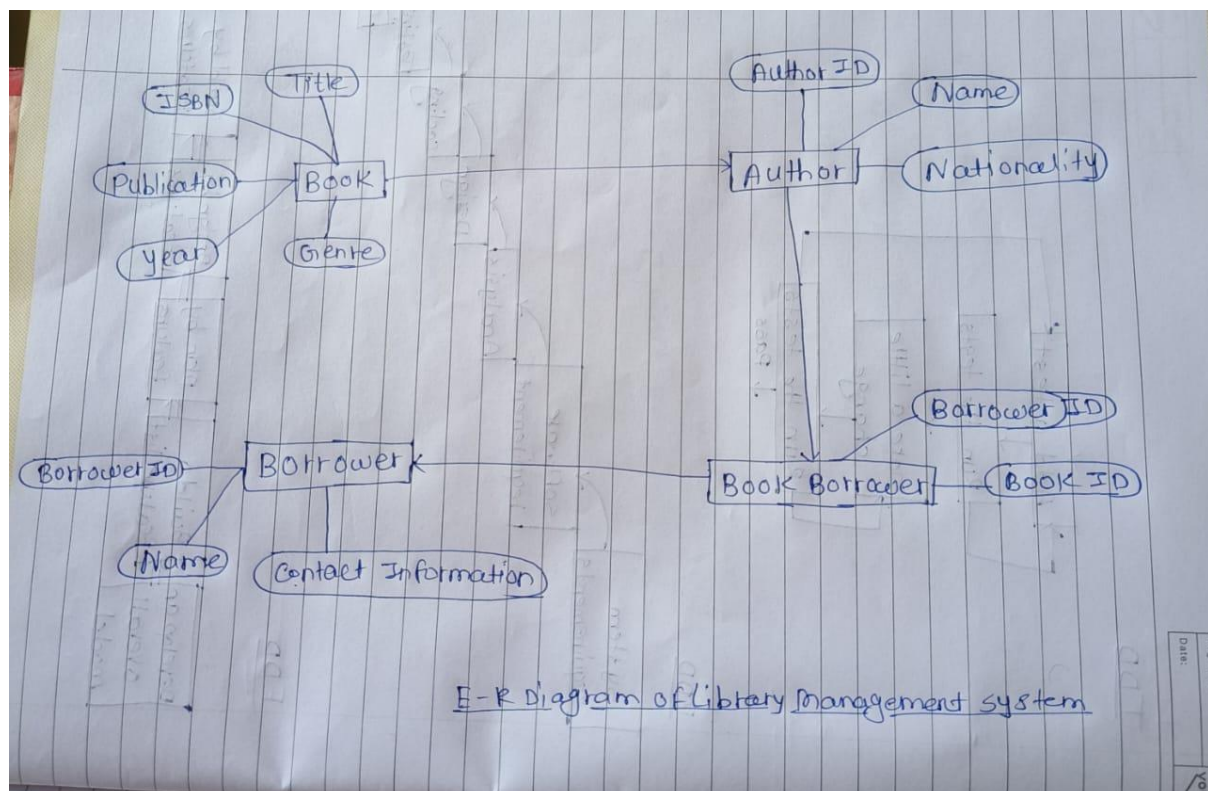 Title
ISBN
Publication
Book
Year
Genre
Author ID
Name
Author
Nationality
Borrower ID
Book Borrower
Book ID
Borrower
Borrower ID
Name
Contact Information
E-R Diagram of library management system
Date: